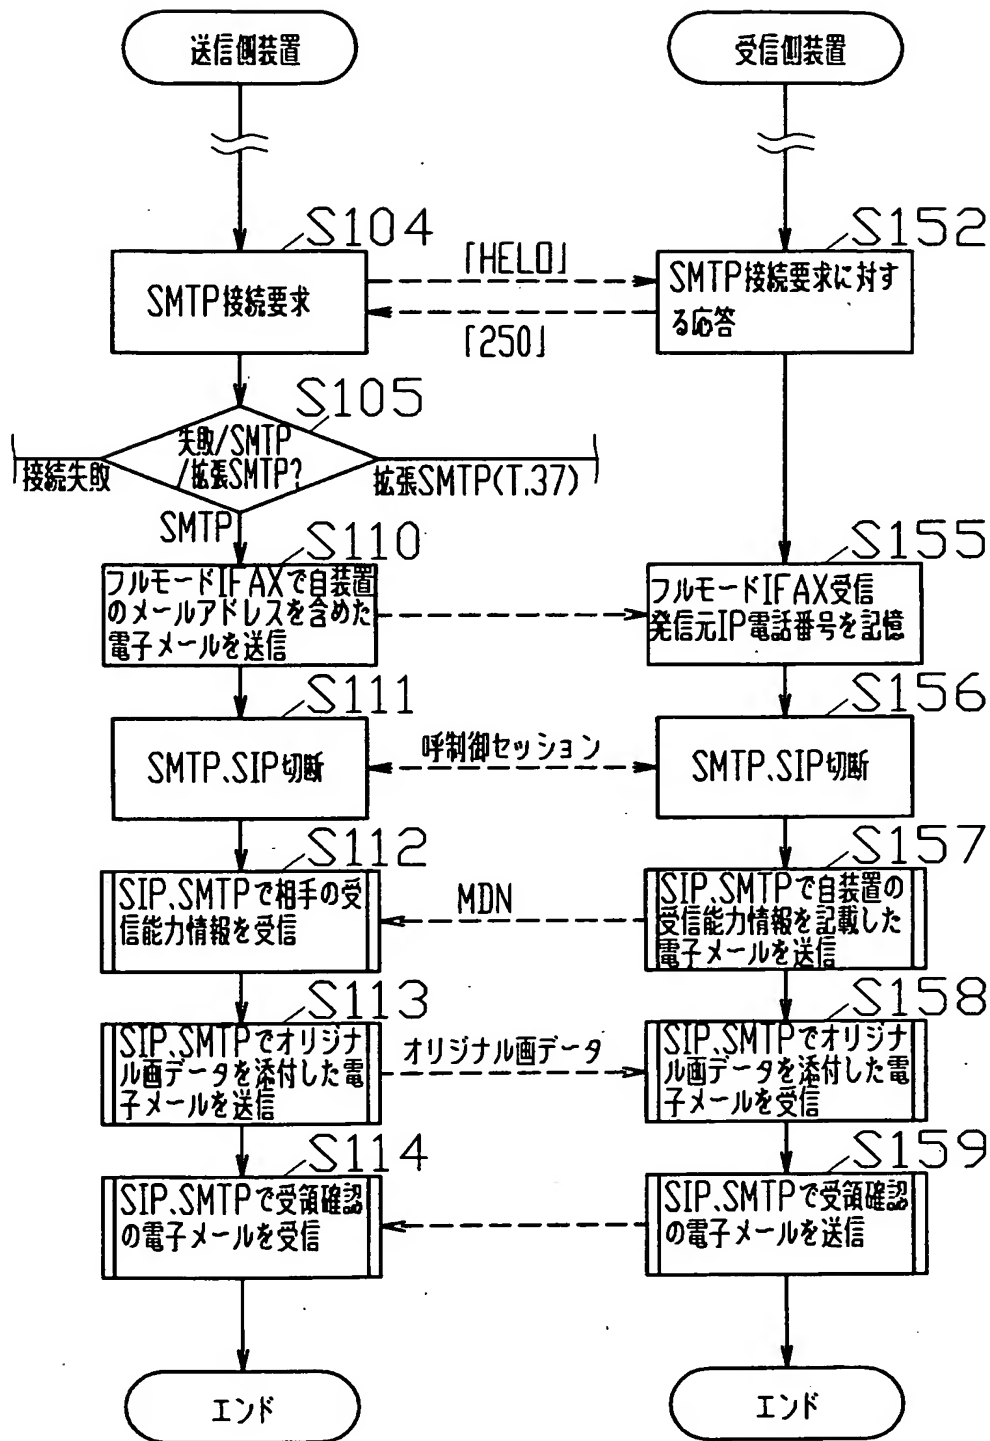 送信側装置
受信側装置
S104
SMTP接続要求
「HELO」
「250」
S152
SMTP接続要求に対す
る応答
S105
失敗/SMTP
/拡張SMTP?
接続失敗
拡張SMTP(T.37)
SMTP
S110
フルモードIFAXで自装置
のメールアドレスを含めた
電子メールを送信
S155
フルモードIFAX受信
発信元IP電話番号を記憶
S111
SMTP、SIP切断
呼制御セッション
S156
SMTP、SIP切断
S112
SIP、SMTPで相手の受
信能力情報を受信
MDN
S157
SIP、SMTPで自装置の
受信能力情報を記載した
電子メールを送信
S113
SIP、SMTPでオリジナ
ル画データを添付した電
子メールを送信
オリジナル画データ
S158
SIP、SMTPでオリジナ
ル画データを添付した電
子メールを受信
S114
SIP、SMTPで受領確認
の電子メールを受信
S159
SIP、SMTPで受領確認
の電子メールを送信
エンド
エンド